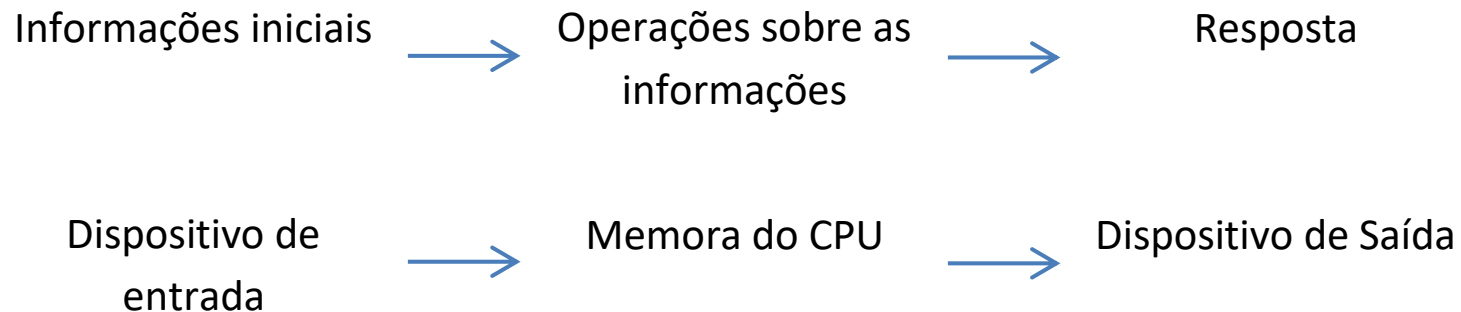 Informações iniciais
Operações sobre as
informações
Resposta
Dispositivo de
entrada
Memora do CPU
Dispositivo de Saída